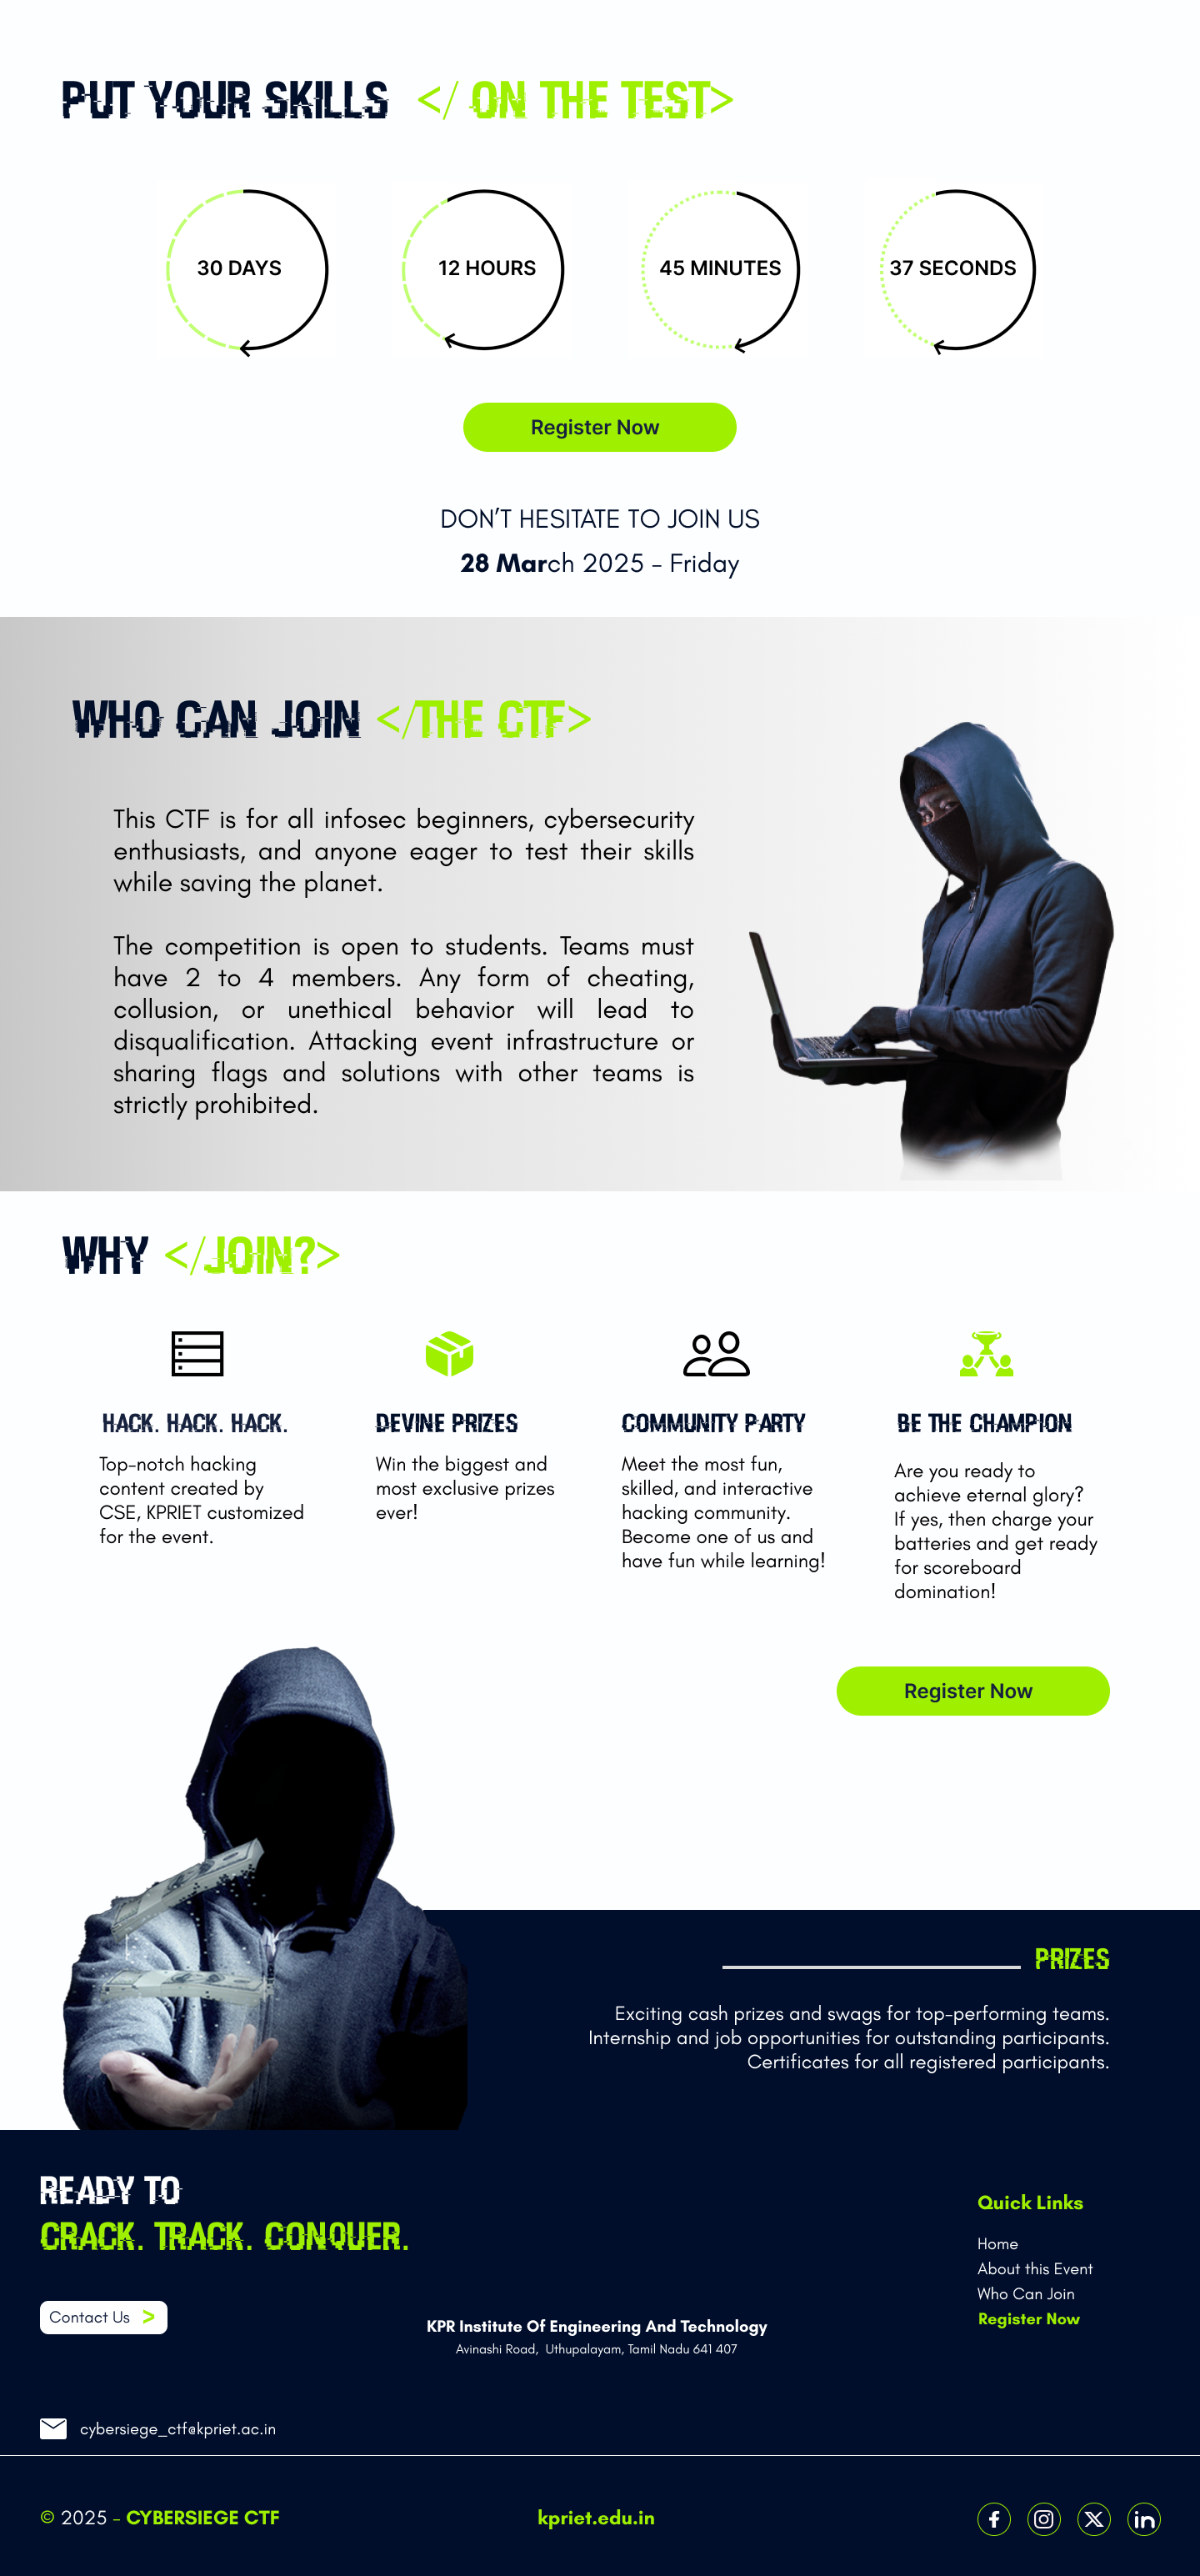 PUT YOUR SKILLS </ ON THE TEST>
30 DAYS
12 HOURS
45 MINUTES
37 SECONDS
Register Now
DON'T HESITATE TO JOIN US
28 March 2025 - Friday
WHO CAN JOIN </THE CTF>
This CTF is for all infosec beginners, cybersecurity
enthusiasts, and anyone eager to test their skills
while saving the planet.
The competition is open to students. Teams must
have 2 to 4 members. Any form of cheating,
collusion, or unethical behavior will lead to
disqualification. Attacking event infrastructure or
sharing flags and solutions with other teams is
strictly prohibited.
WHY </JOIN?>
HACK. HACK. HACK.
Top-notch hacking
content created by
CSE, KPRIET customized
for the event.
DEVINE PRIZES
Win the biggest and
most exclusive prizes
ever!
COMMUNITY PARTY
Meet the most fun,
skilled, and interactive
hacking community.
Become one of us and
have fun while learning!
BE THE CHAMPION
Are you ready to
achieve eternal glory?
If yes, then charge your
batteries and get ready
for scoreboard
domination!
Register Now
PRIZES
Exciting cash prizes and swags for top-performing teams.
Internship and job opportunities for outstanding participants.
Certificates for all registered participants.
READY TO
CRACK. TRACK. CONQUER.
Contact Us >
KPR Institute Of Engineering And Technology
Avinashi Road, Uthupalayam, Tamil Nadu 641 407
Quick Links
Home
About this Event
Who Can Join
Register Now
cybersiege_ctf@kpriet.ac.in
© 2025 - CYBERSIEGE CTF
kpriet.edu.in